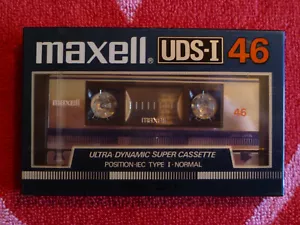 maxell® UDS-I 46
maxell
maxell
46
ULTRA DYNAMIC SUPER CASSETTE
POSITION·IEC TYPE I·NORMAL